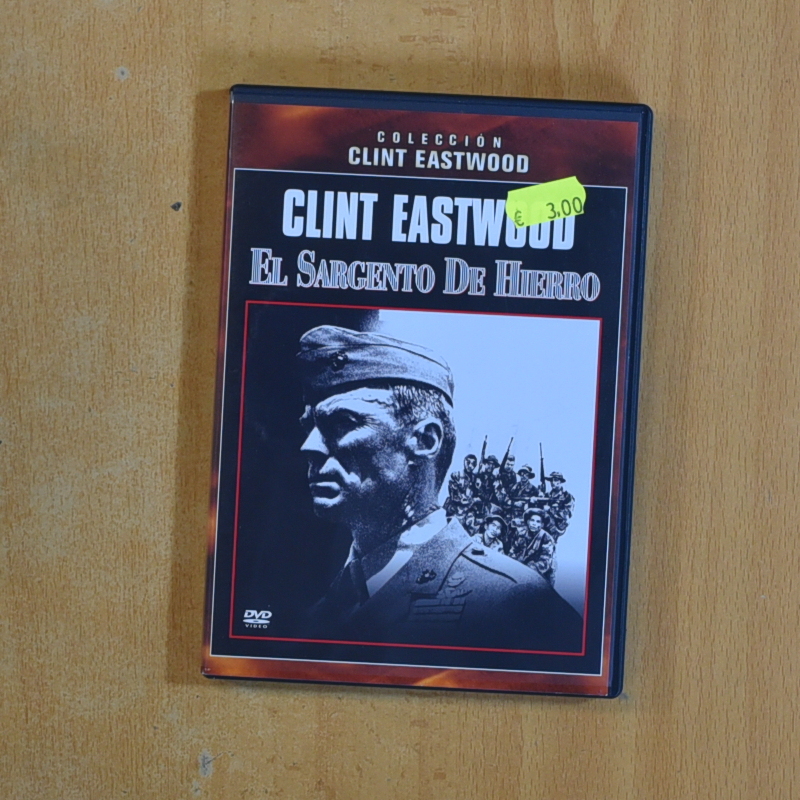 COLECCIÓN
CLINT EASTWOOD
CLINT EASTWOOD
€ 3,00
EL SARGENTO DE HIERRO
DVD
VIDEO